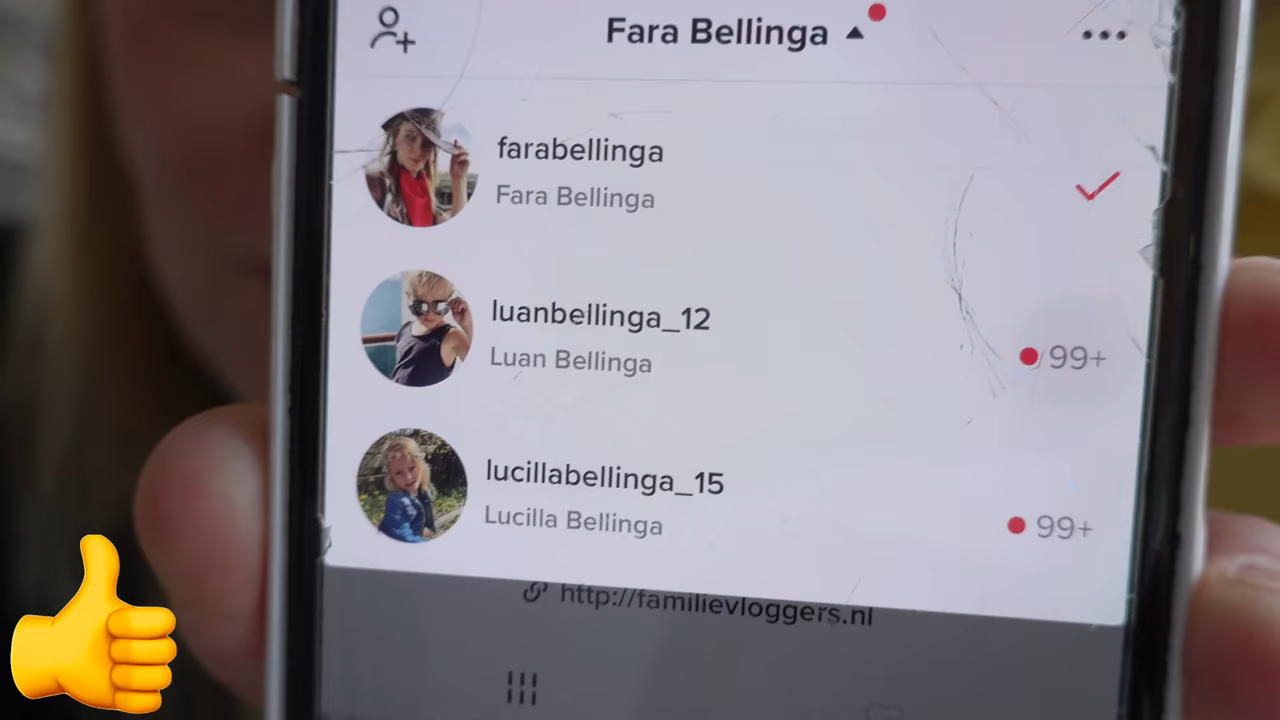 Fara Bellinga
farabellinga
Fara Bellinga
luanbellinga_12
Luan Bellinga
99+
lucillabellinga_15
Lucilla Bellinga
99+
http://familievloggers.nl